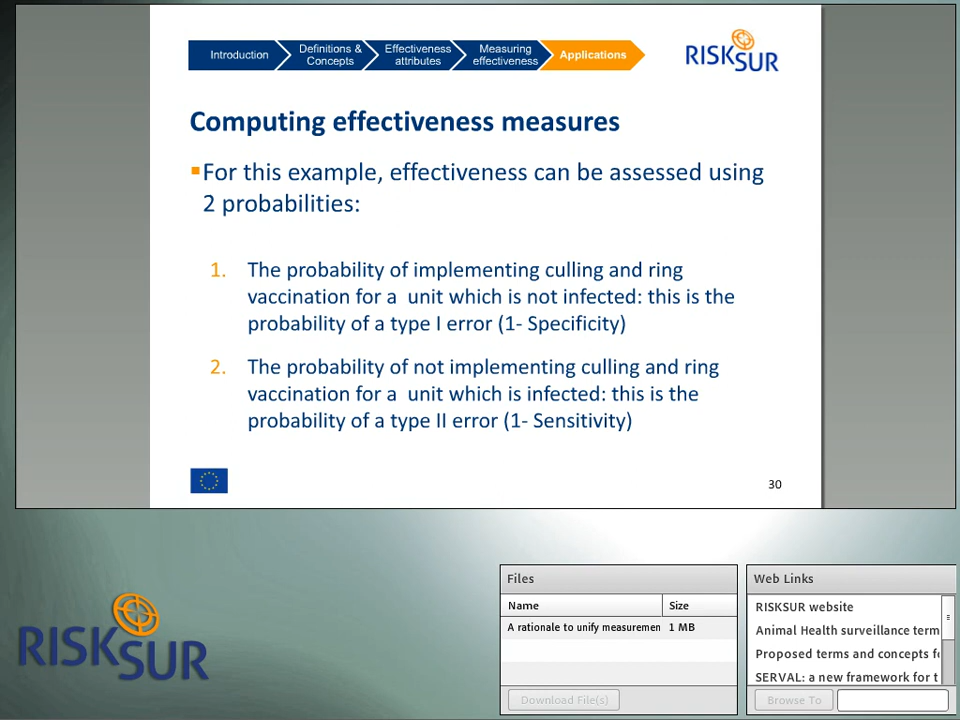 Introduction
Definitions &
Concepts
Effectiveness
attributes
Measuring
effectiveness
Applications
RISKSUR
Computing effectiveness measures
For this example, effectiveness can be assessed using
2 probabilities:
1. The probability of implementing culling and ring
vaccination for a unit which is not infected: this is the
probability of a type I error (1- Specificity)
2. The probability of not implementing culling and ring
vaccination for a unit which is infected: this is the
probability of a type II error (1- Sensitivity)
30
RISKSUR
Files
Name Size
A rationale to unify measuremen 1 MB
Download File(s)
Web Links
RISKSUR website
Animal Health surveillance term
Proposed terms and concepts fo
SERVAL: a new framework for t
Browse To